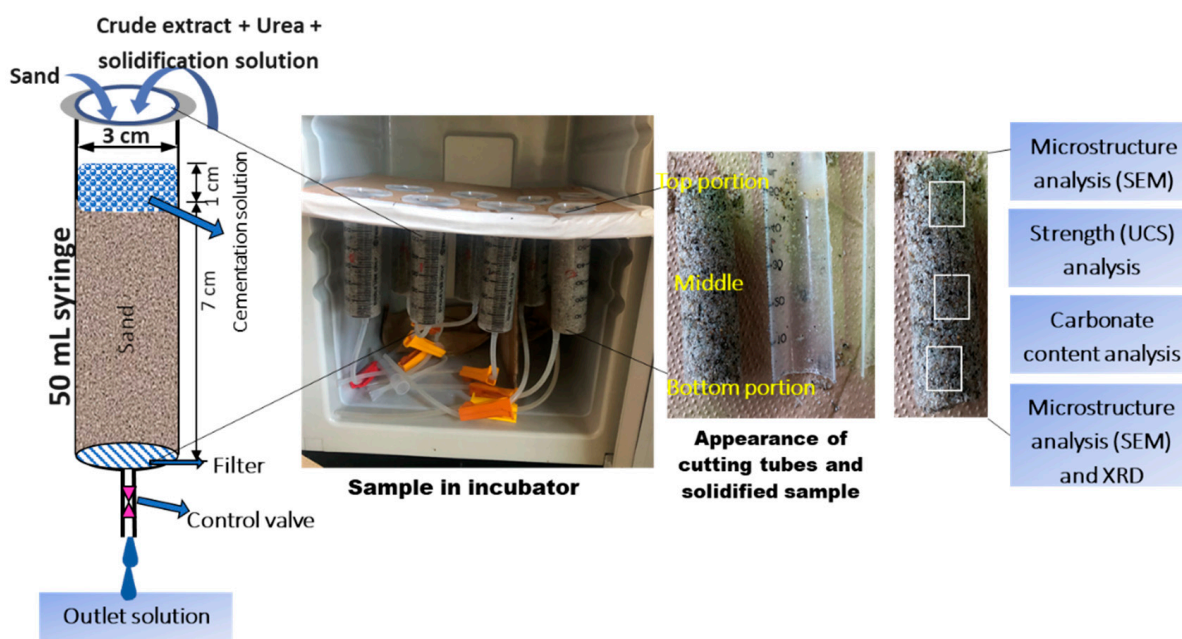 Crude extract + Urea +
solidification solution
Sand
3 cm
1 cm
Cementation solution
7 cm
50 mL syringe
Sand
Filter
Control valve
Outlet solution
Sample in incubator
Top portion
Middle
Bottom portion
Appearance of
cutting tubes and
solidified sample
Microstructure
analysis (SEM)
Strength (UCS)
analysis
Carbonate
content analysis
Microstructure
analysis (SEM)
and XRD